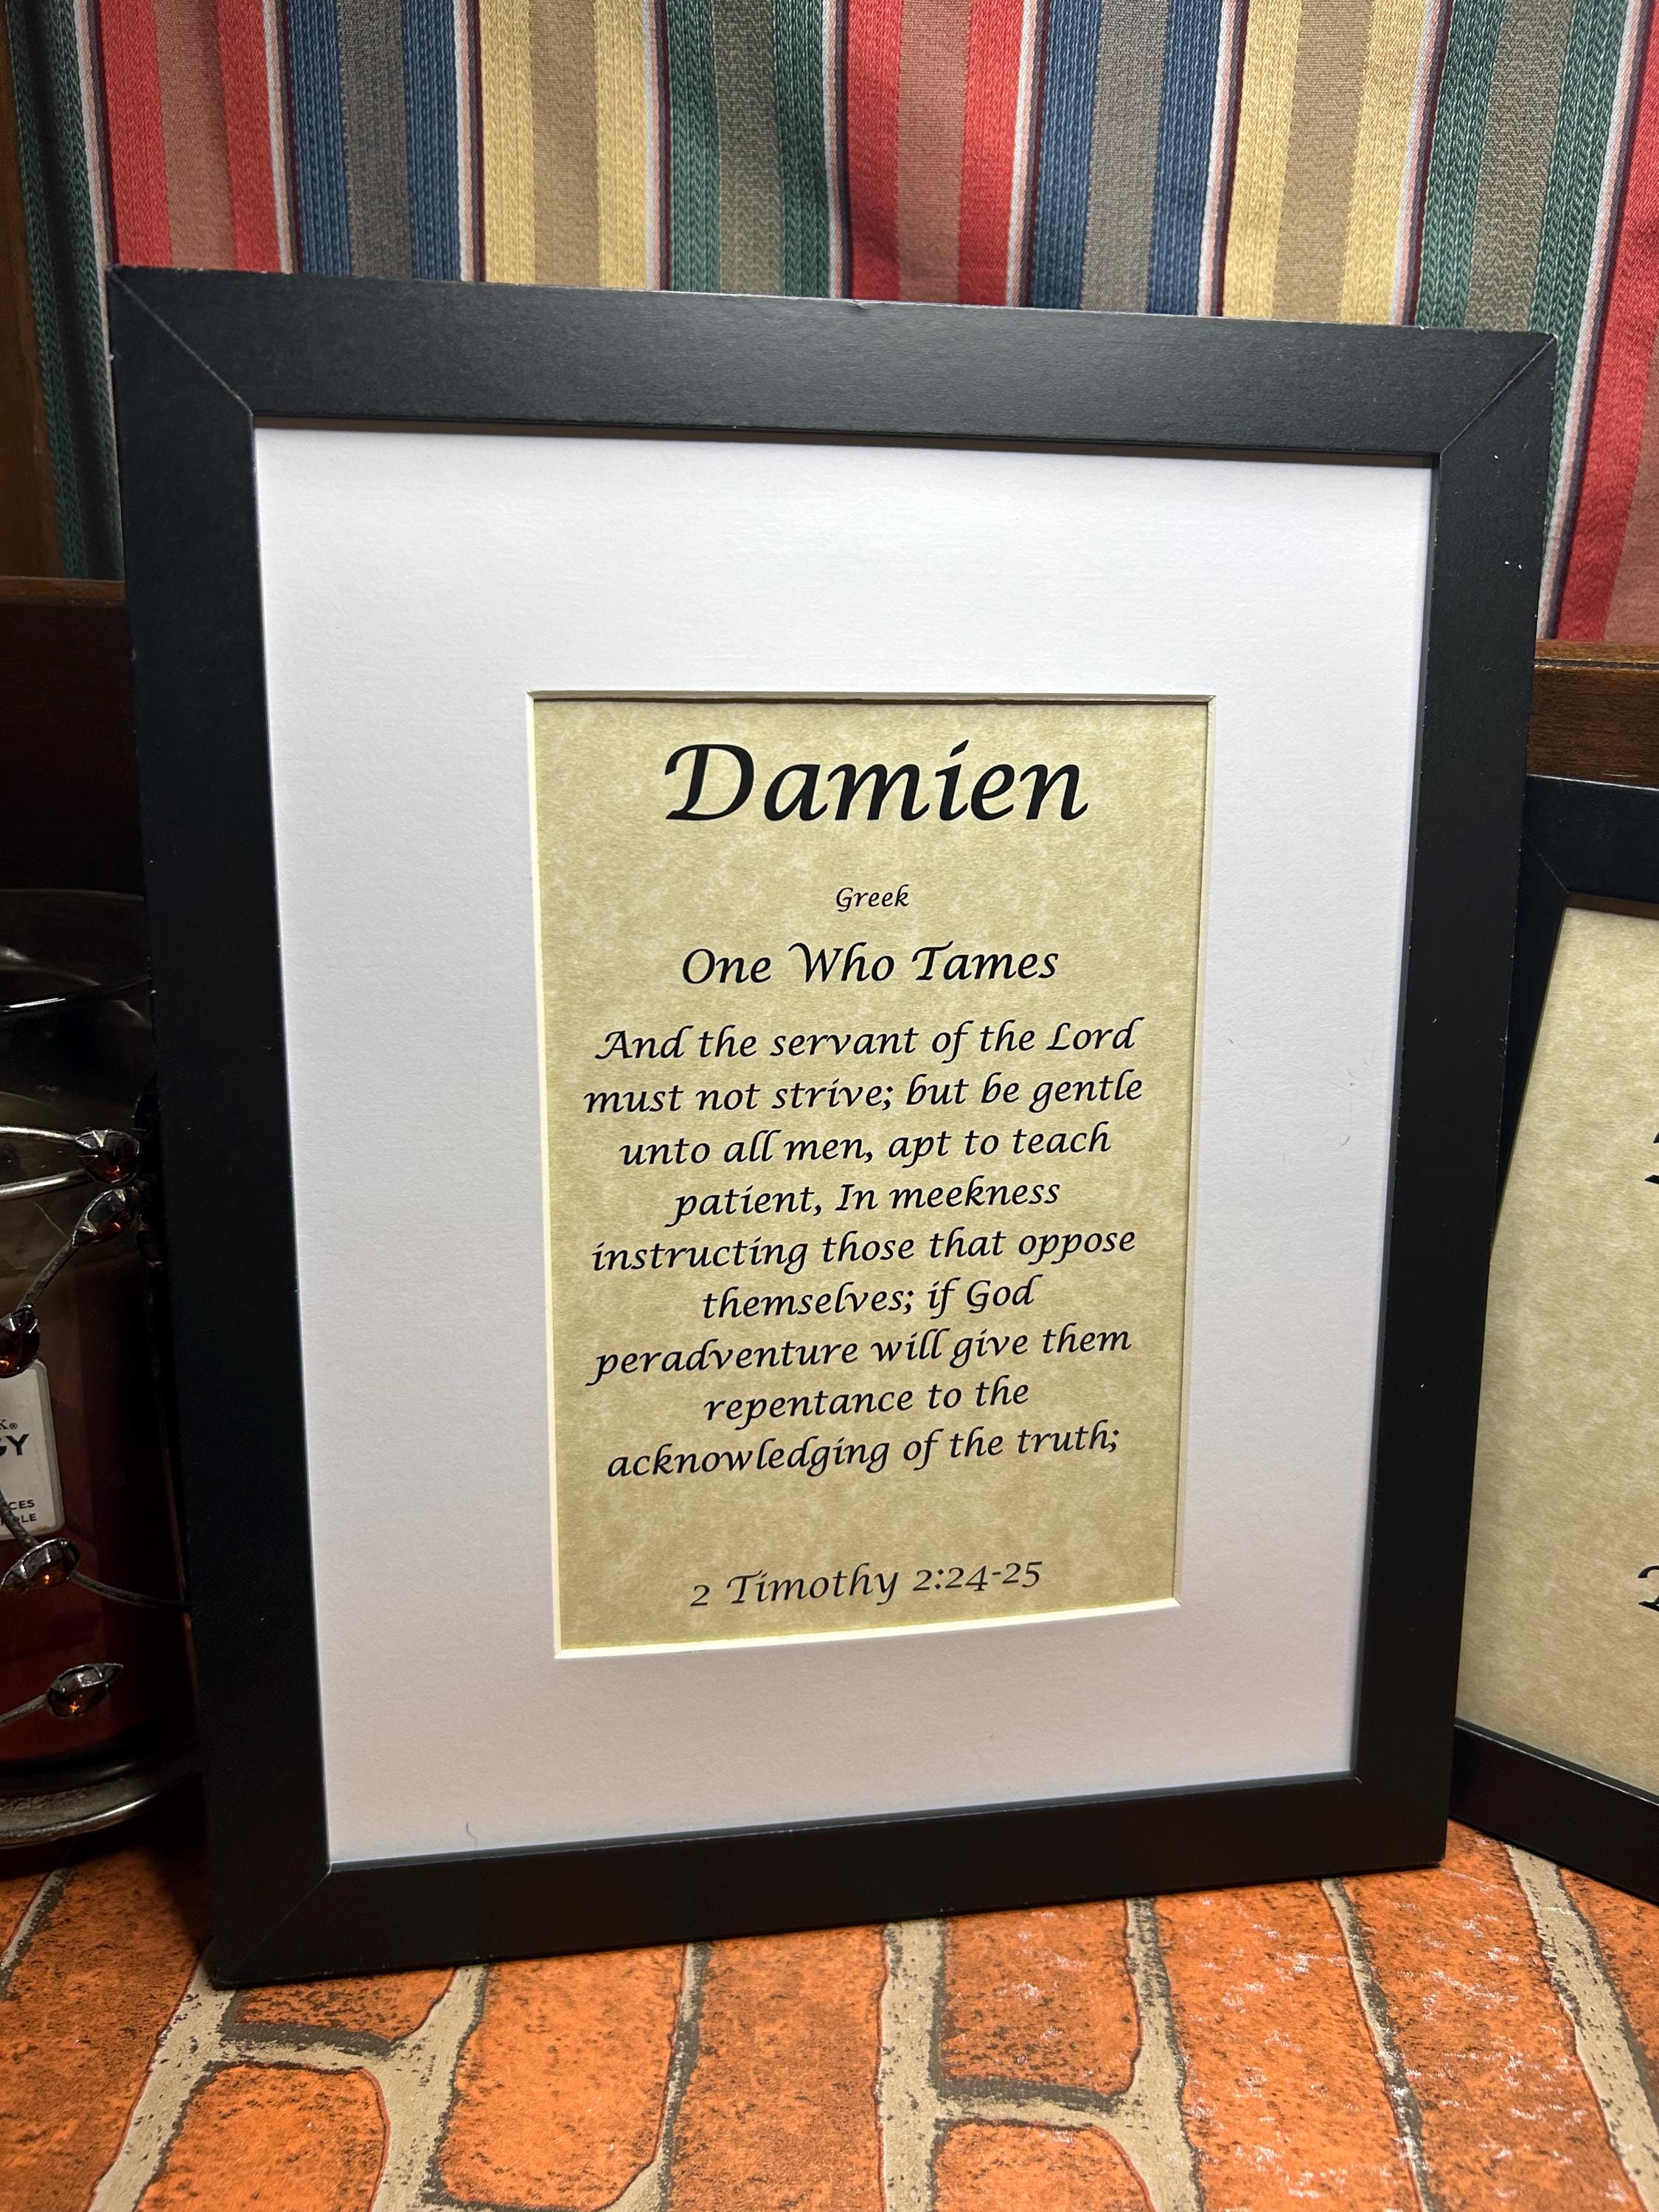 Damien
Greek
One Who Tames
And the servant of the Lord
must not strive; but be gentle
unto all men, apt to teach
patient, In meekness
instructing those that oppose
themselves; if God
peradventure will give them
repentance to the
acknowledging of the truth;
2 Timothy 2:24-25